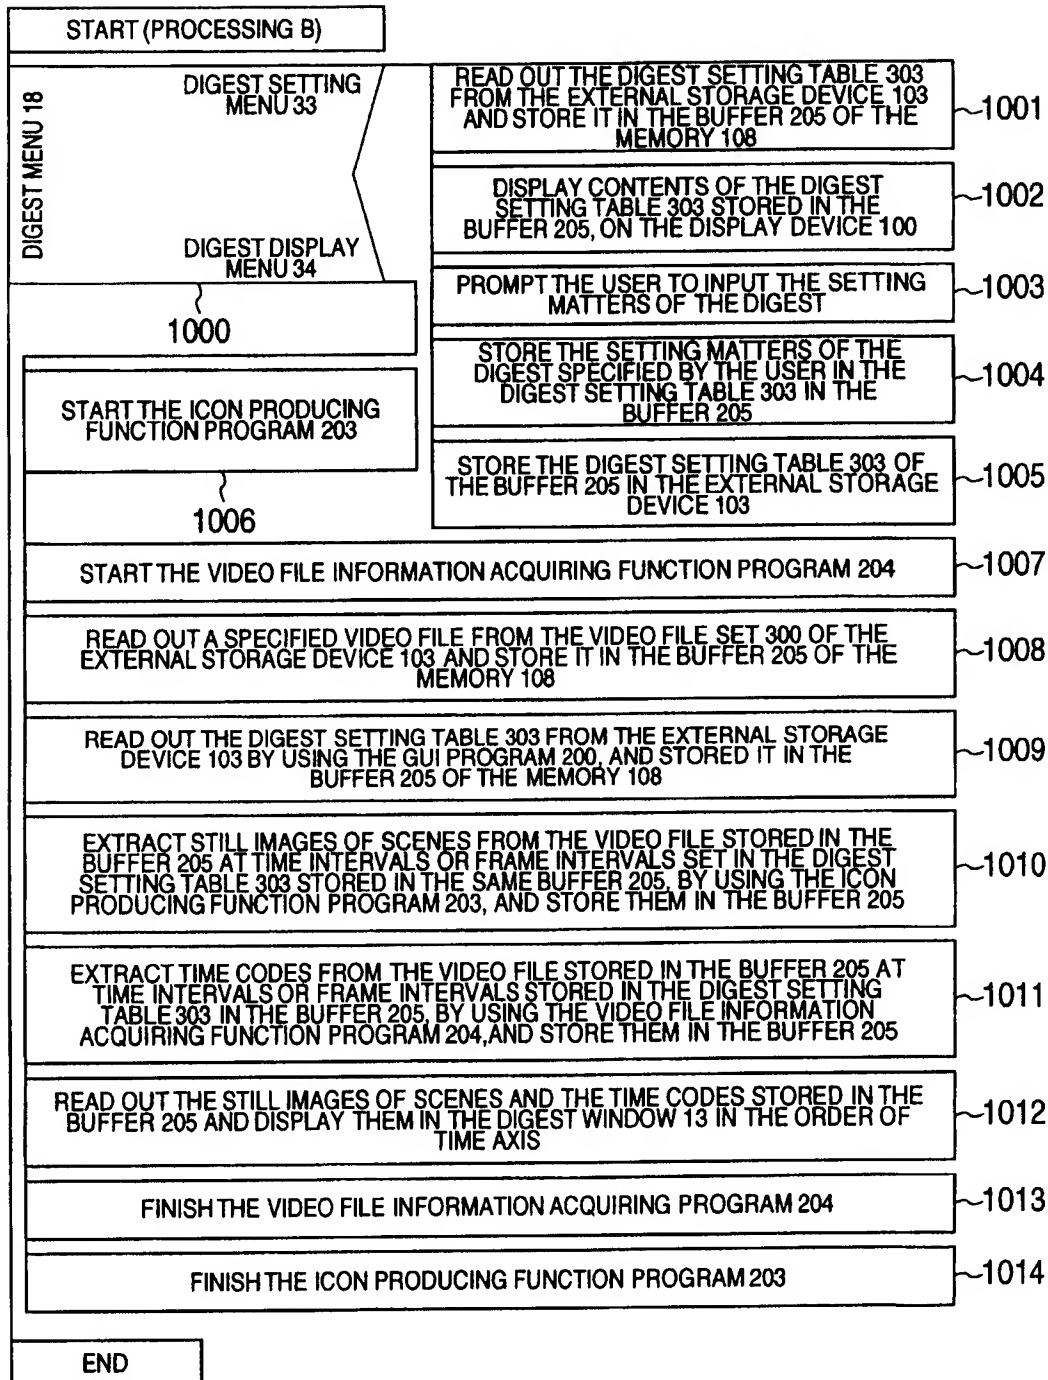 START (PROCESSING B)
DIGEST MENU 18
DIGEST SETTING
MENU 33
DIGEST DISPLAY
MENU 34
1000
READ OUT THE DIGEST SETTING TABLE 303
FROM THE EXTERNAL STORAGE DEVICE 103
AND STORE IT IN THE BUFFER 205 OF THE
MEMORY 108
1001
DISPLAY CONTENTS OF THE DIGEST
SETTING TABLE 303 STORED IN THE
BUFFER 205, ON THE DISPLAY DEVICE 100
1002
PROMPT THE USER TO INPUT THE SETTING
MATTERS OF THE DIGEST
1003
STORE THE SETTING MATTERS OF THE
DIGEST SPECIFIED BY THE USER IN THE
DIGEST SETTING TABLE 303 IN THE
BUFFER 205
1004
STORE THE DIGEST SETTING TABLE 303 OF
THE BUFFER 205 IN THE EXTERNAL STORAGE
DEVICE 103
1005
START THE ICON PRODUCING
FUNCTION PROGRAM 203
1006
START THE VIDEO FILE INFORMATION ACQUIRING FUNCTION PROGRAM 204
1007
READ OUT A SPECIFIED VIDEO FILE FROM THE VIDEO FILE SET 300 OF THE
EXTERNAL STORAGE DEVICE 103 AND STORE IT IN THE BUFFER 205 OF THE
MEMORY 108
1008
READ OUT THE DIGEST SETTING TABLE 303 FROM THE EXTERNAL STORAGE
DEVICE 103 BY USING THE GUI PROGRAM 200, AND STORED IT IN THE
BUFFER 205 OF THE MEMORY 108
1009
EXTRACT STILL IMAGES OF SCENES FROM THE VIDEO FILE STORED IN THE
BUFFER 205 AT TIME INTERVALS OR FRAME INTERVALS SET IN THE DIGEST
SETTING TABLE 303 STORED IN THE SAME BUFFER 205, BY USING THE ICON
PRODUCING FUNCTION PROGRAM 203, AND STORE THEM IN THE BUFFER 205
1010
EXTRACT TIME CODES FROM THE VIDEO FILE STORED IN THE BUFFER 205 AT
TIME INTERVALS OR FRAME INTERVALS STORED IN THE DIGEST SETTING
TABLE 303 IN THE BUFFER 205, BY USING THE VIDEO FILE INFORMATION
ACQUIRING FUNCTION PROGRAM 204, AND STORE THEM IN THE BUFFER 205
1011
READ OUT THE STILL IMAGES OF SCENES AND THE TIME CODES STORED IN THE
BUFFER 205 AND DISPLAY THEM IN THE DIGEST WINDOW 13 IN THE ORDER OF
TIME AXIS
1012
FINISH THE VIDEO FILE INFORMATION ACQUIRING PROGRAM 204
1013
FINISH THE ICON PRODUCING FUNCTION PROGRAM 203
1014
END